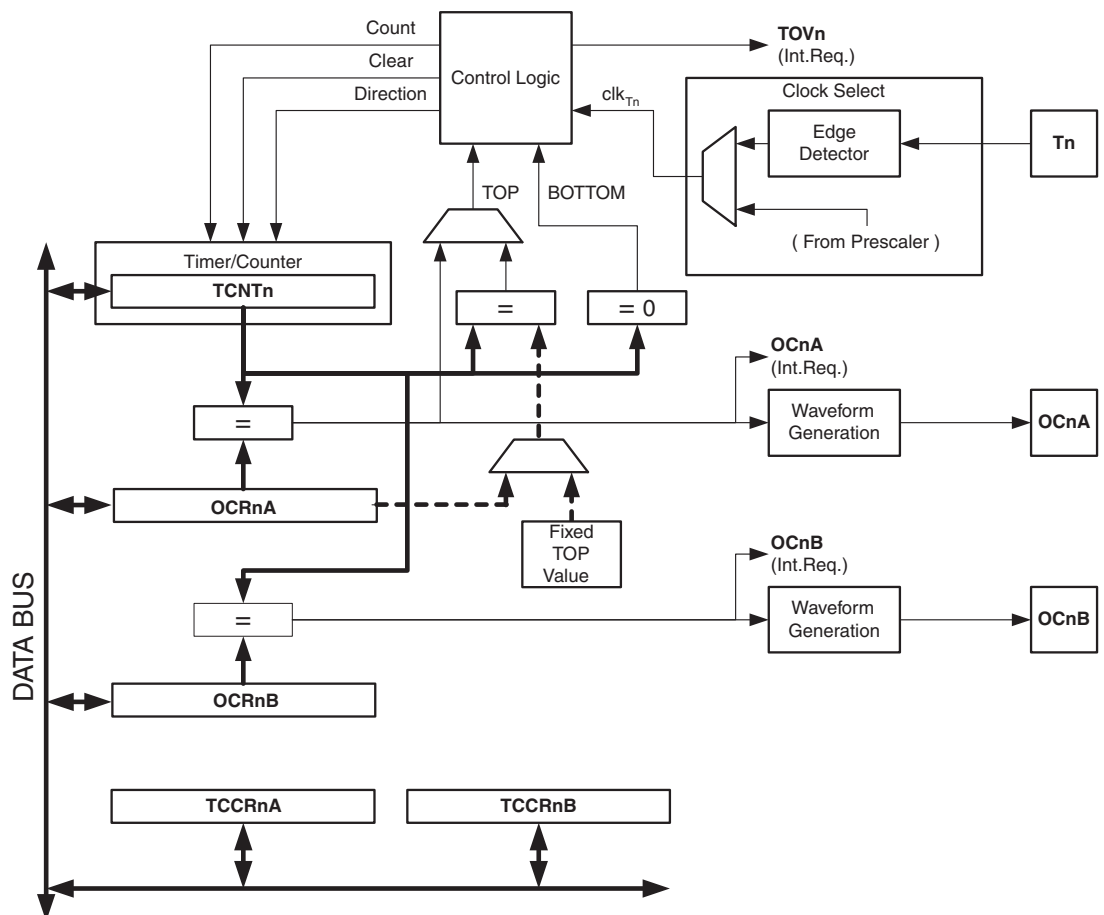 Count
Clear
Direction
Control Logic
TOVn
(Int.Req.)
clkTn
Clock Select
Edge
Detector
Tn
( From Prescaler )
TOP
BOTTOM
Timer/Counter
TCNTn
=
= 0
OCnA
(Int.Req.)
=
Waveform
Generation
OCnA
OCRnA
Fixed
TOP
Value
OCnB
(Int.Req.)
=
Waveform
Generation
OCnB
OCRnB
DATA BUS
TCCRnA
TCCRnB